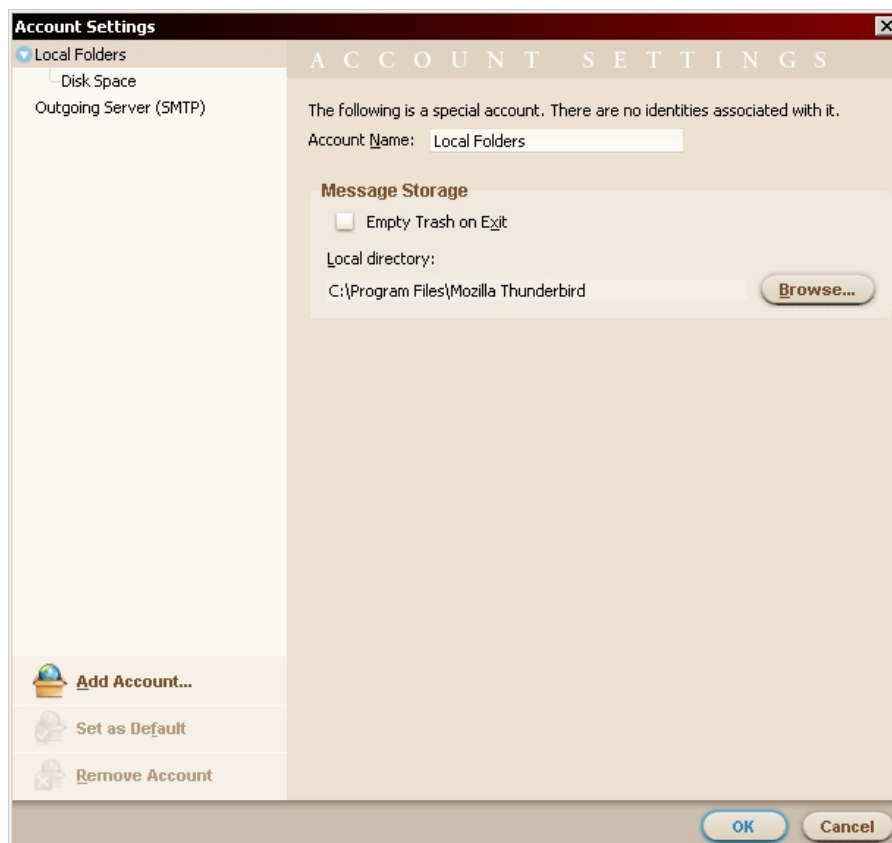 Account Settings
Local Folders
Disk Space
Outgoing Server (SMTP)
ACCOUNT SETTINGS
The following is a special account. There are no identities associated with it.
Account Name: Local Folders
Message Storage
Empty Trash on Exit
Local directory:
C:\Program Files\Mozilla Thunderbird
Browse...
Add Account...
Set as Default
Remove Account
OK
Cancel